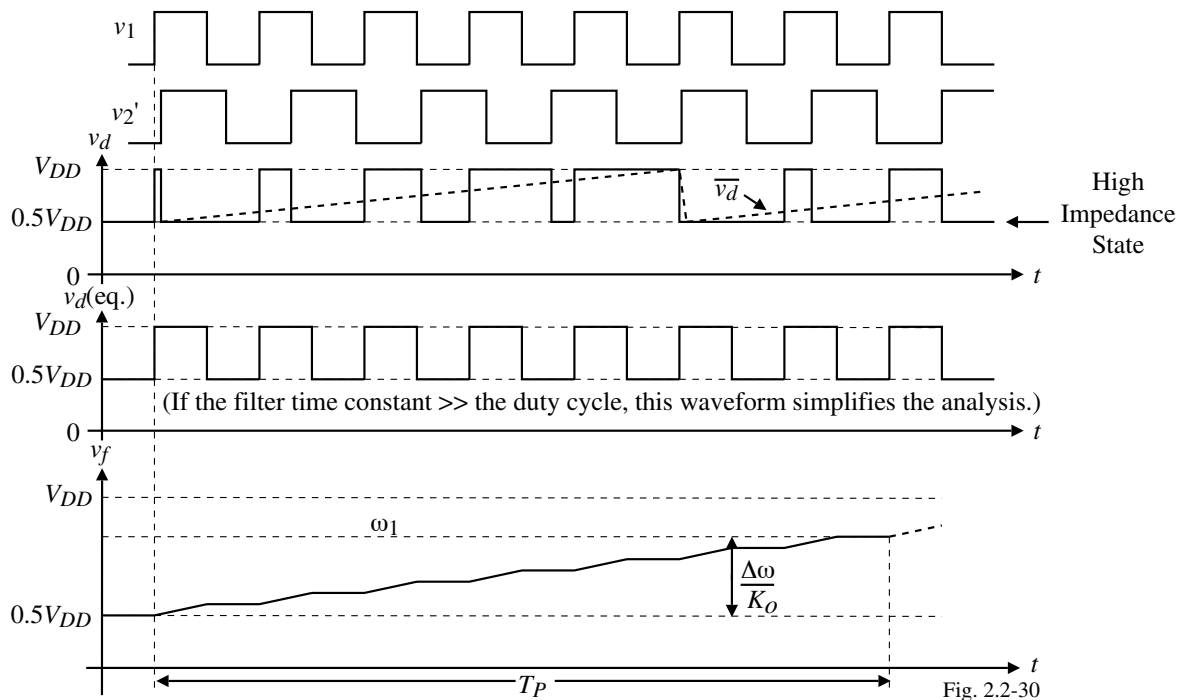 v1
v2'
vd
VDD
vd
0.5VDD
High
Impedance
State
0
t
vd(eq.)
VDD
0.5VDD
(If the filter time constant >> the duty cycle, this waveform simplifies the analysis.)
0
t
vf
VDD
ω1
Δω
Ko
0.5VDD
t
TP
Fig. 2.2-30